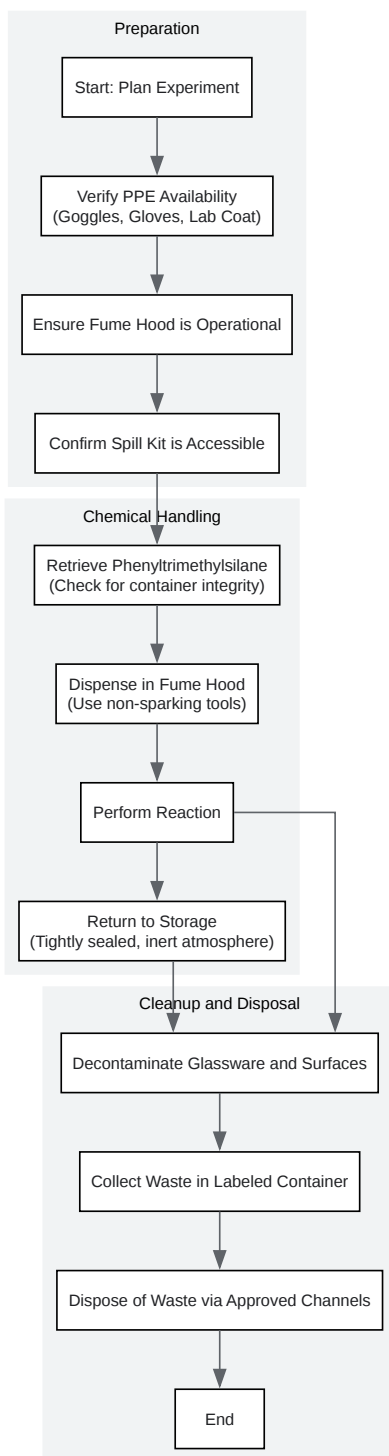 Preparation
Start: Plan Experiment
Verify PPE Availability
(Goggles, Gloves, Lab Coat)
Ensure Fume Hood is Operational
Confirm Spill Kit is Accessible
Chemical Handling
Retrieve Phenyltrimethylsilane
(Check for container integrity)
Dispense in Fume Hood
(Use non-sparking tools)
Perform Reaction
Return to Storage
(Tightly sealed, inert atmosphere)
Cleanup and Disposal
Decontaminate Glassware and Surfaces
Collect Waste in Labeled Container
Dispose of Waste via Approved Channels
End